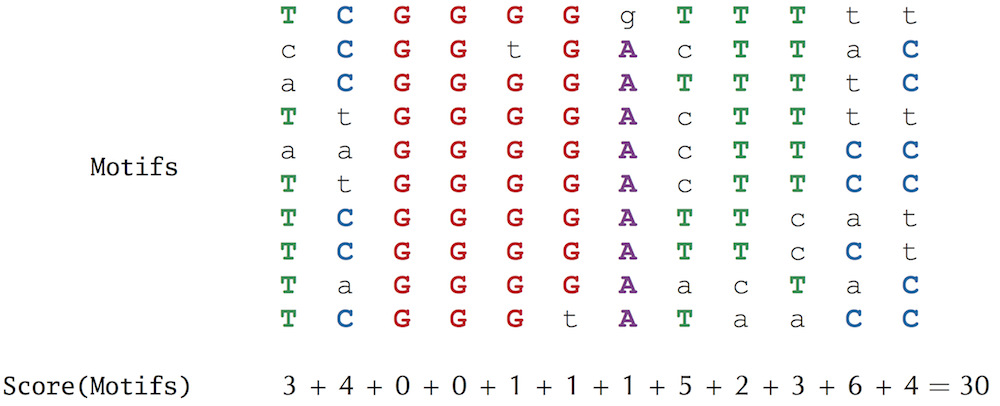 T C G G G G g T T T t t
c C G G t G A c T T a C
a C G G G G A T T T t C
T t G G G G A c T T t t
Motifs
a a G G G G A c T T C C
T t G G G G A c T T C C
T C G G G G A T T c a t
T C G G G G A T T c C t
T a G G G G A a c T a C
T C G G G t A T a a C C
Score(Motifs) 3 + 4 + 0 + 0 + 1 + 1 + 1 + 5 + 2 + 3 + 6 + 4 = 30